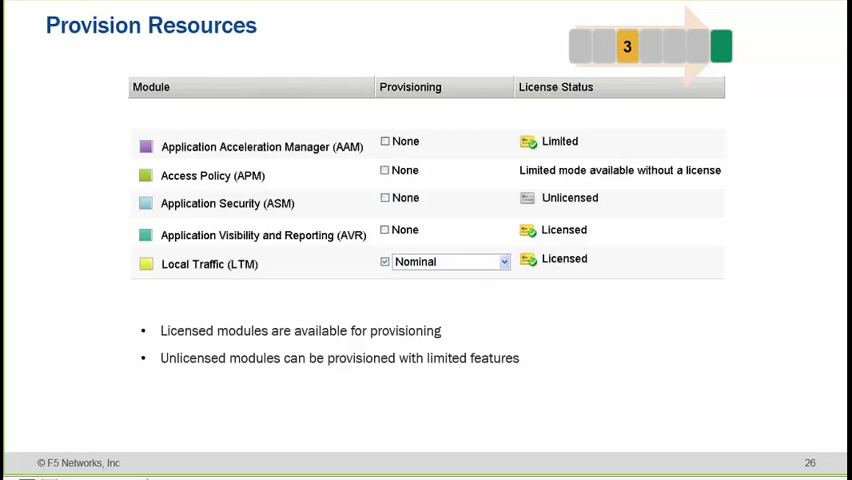 Provision Resources
3
Module Provisioning License Status
Application Acceleration Manager (AAM) None Limited
Access Policy (APM) None Limited mode available without a license
Application Security (ASM) None Unlicensed
Application Visibility and Reporting (AVR) None Licensed
Local Traffic (LTM) Nominal Licensed
• Licensed modules are available for provisioning
• Unlicensed modules can be provisioned with limited features
© F5 Networks, Inc 26